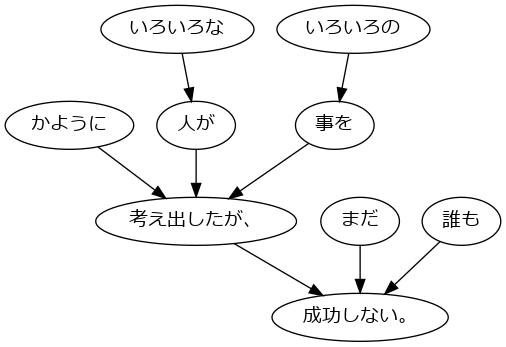 いろいろな
いろいろの
かように
人が
事を
考え出したが、
まだ
誰も
成功しない。